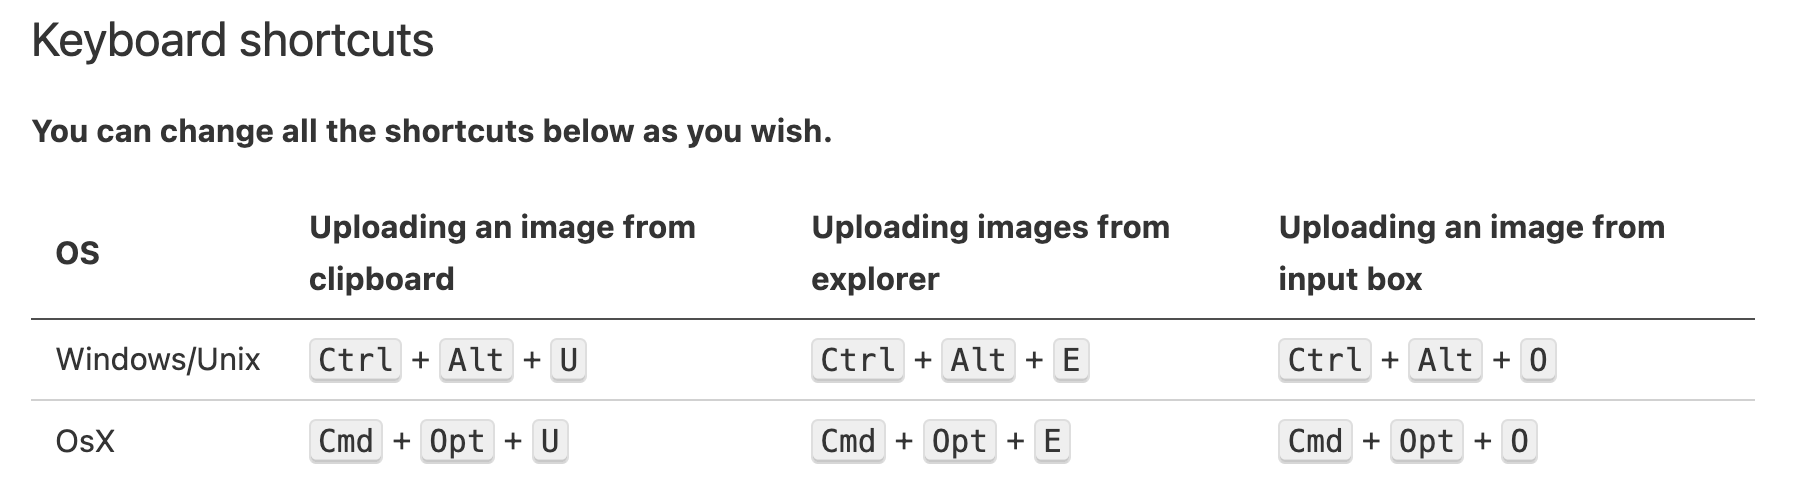 Keyboard shortcuts
You can change all the shortcuts below as you wish.
OS Uploading an image from clipboard Uploading images from explorer Uploading an image from input box
Windows/Unix Ctrl + Alt + U Ctrl + Alt + E Ctrl + Alt + O
OsX Cmd + Opt + U Cmd + Opt + E Cmd + Opt + O